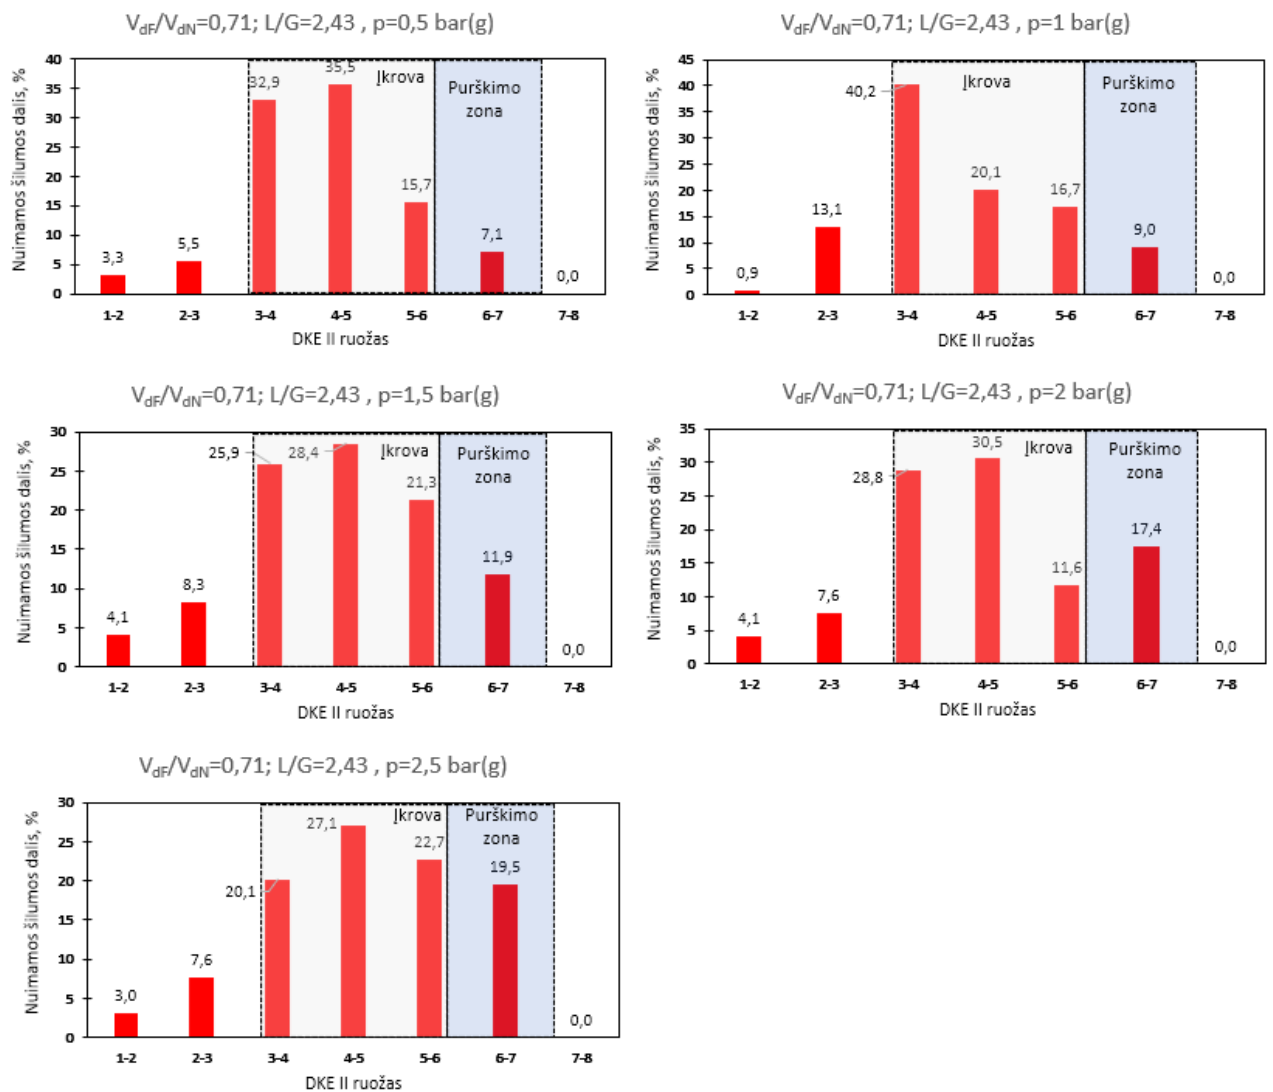 V_dF/V_dN=0,71; L/G=2,43 , p=0,5 bar(g)
Nuimamos šilumos dalis, %
40
35
30
25
20
15
10
5
0
3,3
5,5
32,9
35,5
15,7
7,1
0,0
Įkrova
Purškimo
zona
1-2 2-3 3-4 4-5 5-6 6-7 7-8
DKE II ruožas
V_dF/V_dN=0,71; L/G=2,43 , p=1 bar(g)
Nuimamos šilumos dalis, %
45
40
35
30
25
20
15
10
5
0
0,9
13,1
40,2
20,1
16,7
9,0
0,0
Įkrova
Purškimo
zona
1-2 2-3 3-4 4-5 5-6 6-7 7-8
DKE II ruožas
V_dF/V_dN=0,71; L/G=2,43 , p=1,5 bar(g)
Nuimamos šilumos dalis, %
30
25
20
15
10
5
0
4,1
8,3
25,9
28,4
21,3
11,9
0,0
Įkrova
Purškimo
zona
1-2 2-3 3-4 4-5 5-6 6-7 7-8
DKE II ruožas
V_dF/V_dN=0,71; L/G=2,43 , p=2 bar(g)
Nuimamos šilumos dalis, %
35
30
25
20
15
10
5
0
4,1
7,6
28,8
30,5
11,6
17,4
0,0
Įkrova
Purškimo
zona
1-2 2-3 3-4 4-5 5-6 6-7 7-8
DKE II ruožas
V_dF/V_dN=0,71; L/G=2,43 , p=2,5 bar(g)
Nuimamos šilumos dalis, %
30
25
20
15
10
5
0
3,0
7,6
20,1
27,1
22,7
19,5
0,0
Įkrova
Purškimo
zona
1-2 2-3 3-4 4-5 5-6 6-7 7-8
DKE II ruožas